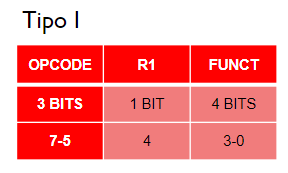 Tipo I
OPCODE R1 FUNCT
3 BITS 1 BIT 4 BITS
7-5 4 3-0